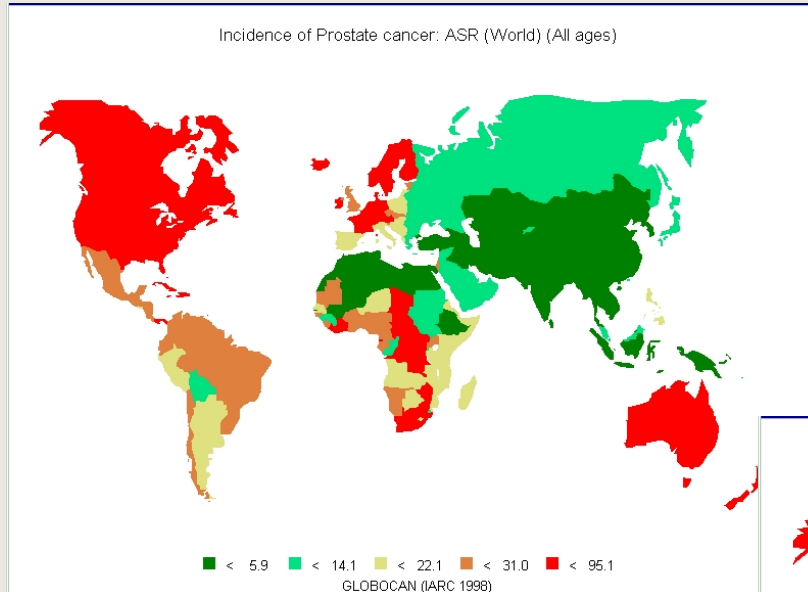 Incidence of Prostate cancer: ASR (World) (All ages)
< 5.9 < 14.1 < 22.1 < 31.0 < 95.1
GLOBOCAN (IARC 1998)